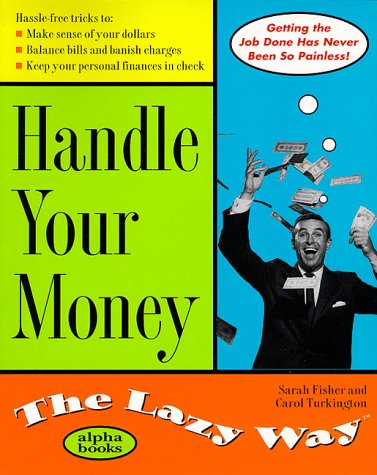 Hassle-free tricks to:
Make sense of your dollars
Balance bills and banish charges
Keep your personal finances in check
Getting the
Job Done Has Never
Been So Painless!
Handle
Your
Money
Sarah Fisher and
Carol Turkington
The Lazy Way™
alpha
books